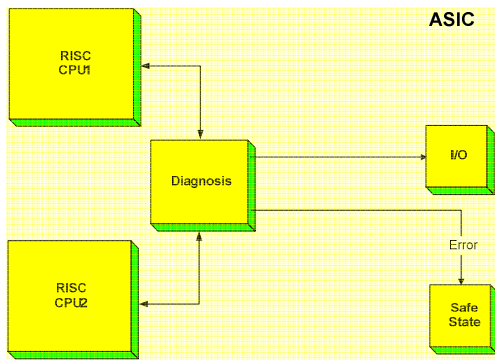 ASIC
RISC
CPU1
Diagnosis
I/O
RISC
CPU2
Error
Safe
State